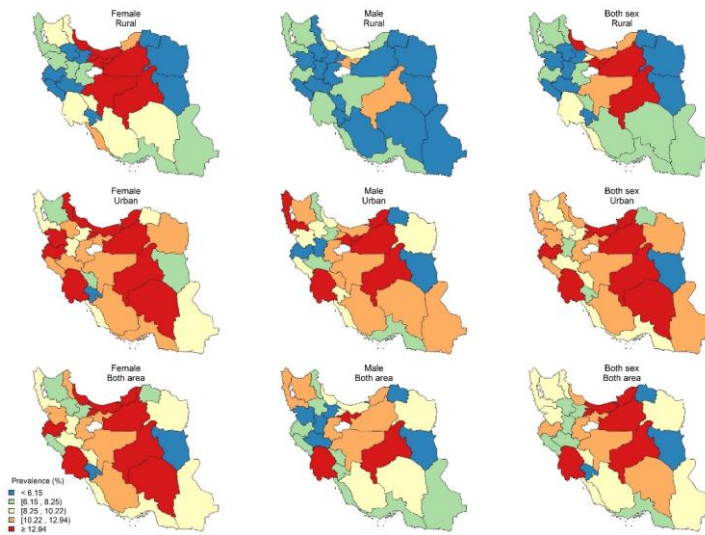 Female
Rural
Male
Rural
Both sex
Rural
Female
Urban
Male
Urban
Both sex
Urban
Female
Both area
Male
Both area
Both sex
Both area
Prevalence (%)
< 6.15
[6.15 , 8.25)
[8.25 , 10.22)
[10.22 , 12.94)
≥ 12.94